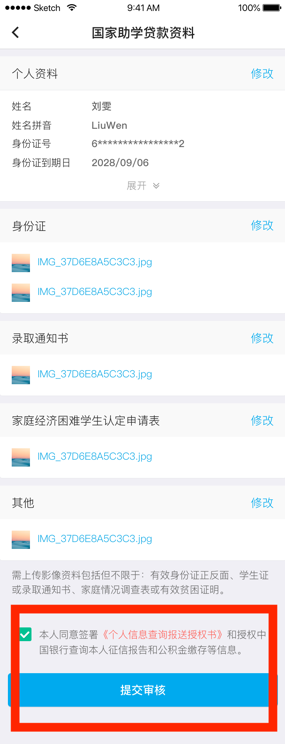 Sketch 9:41 AM 100%
国家助学贷款资料
个人资料 修改
姓名 刘雯
姓名拼音 LiuWen
身份证号 6****************2
身份证到期日 2028/09/06
展开
身份证 修改
IMG_37D6E8A5C3C3.jpg
IMG_37D6E8A5C3C3.jpg
录取通知书 修改
IMG_37D6E8A5C3C3.jpg
家庭经济困难学生认定申请表 修改
IMG_37D6E8A5C3C3.jpg
其他 修改
IMG_37D6E8A5C3C3.jpg
需上传影像资料包括但不限于：有效身份证正反面、学生证
或录取通知书、家庭情况调查表或有效贫困证明。
本人同意签署《个人信息查询报送授权书》和授权中
国银行查询本人征信报告和公积金缴存等信息。
提交审核